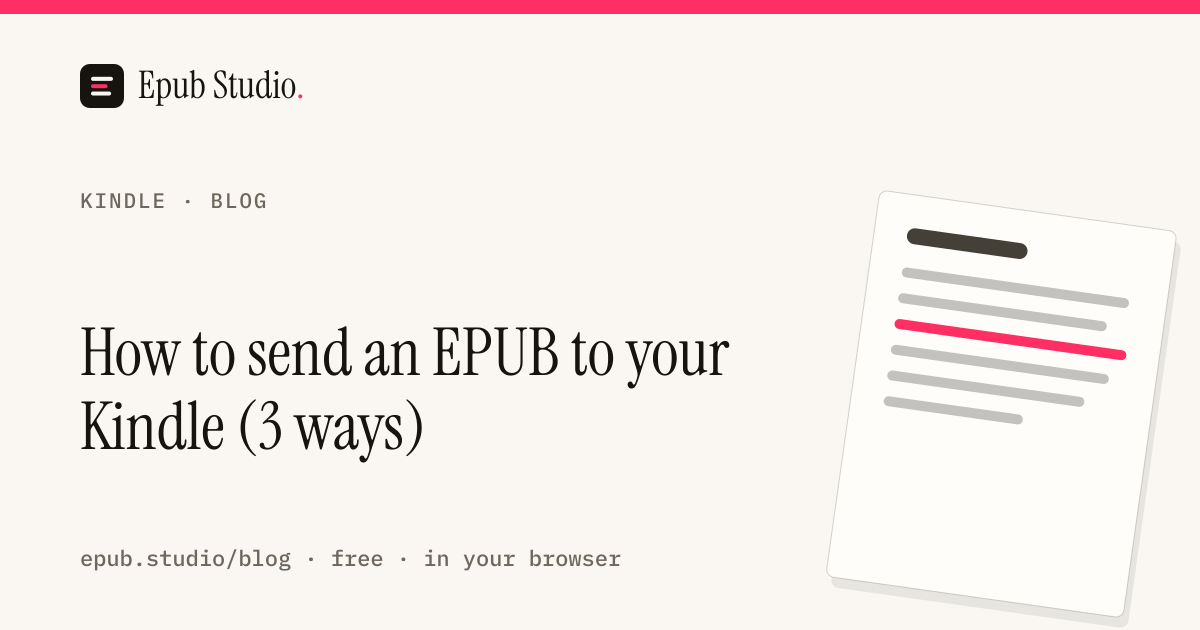 Epub Studio.
KINDLE · BLOG
How to send an EPUB to your
Kindle (3 ways)
epub.studio/blog · free · in your browser